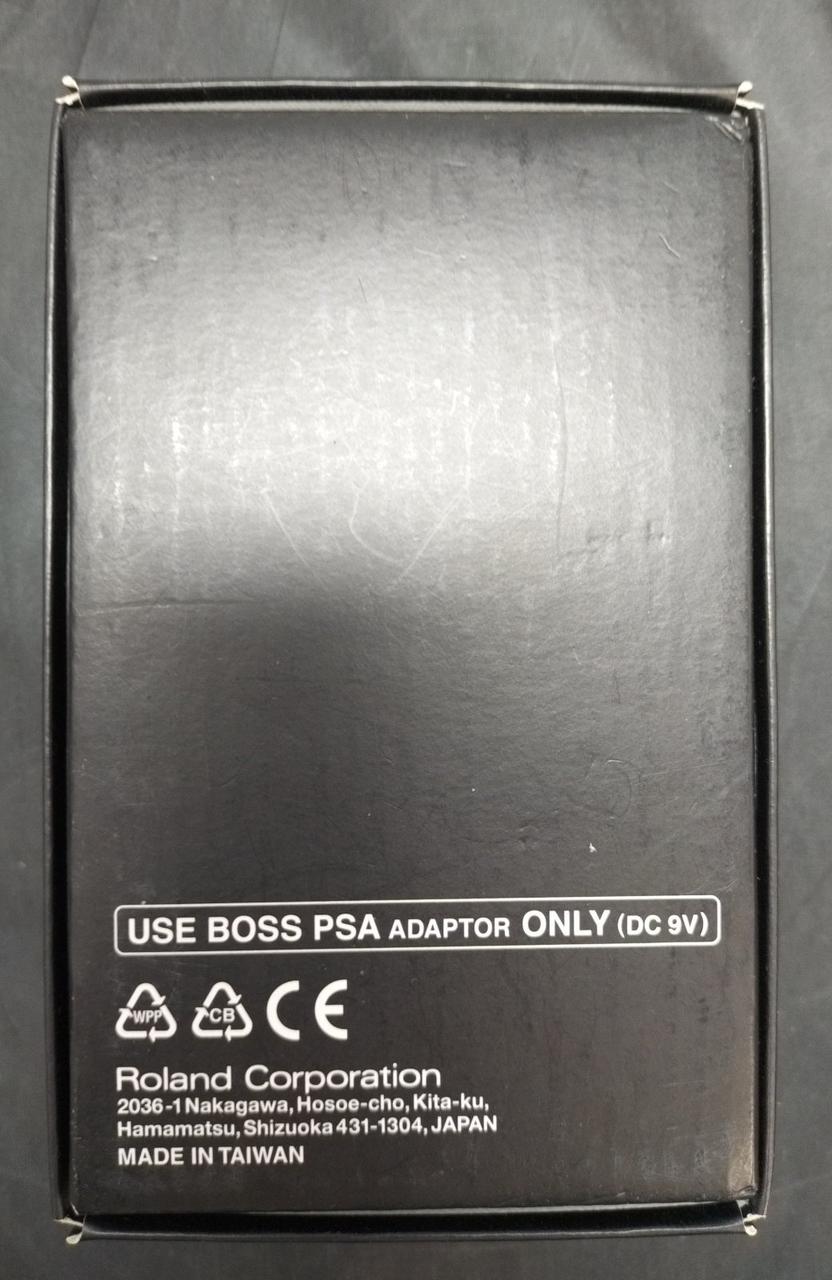 USE BOSS PSA ADAPTOR ONLY (DC 9V)
WPP CB CE
Roland Corporation
2036-1 Nakagawa, Hosoe-cho, Kita-ku,
Hamamatsu, Shizuoka 431-1304, JAPAN
MADE IN TAIWAN